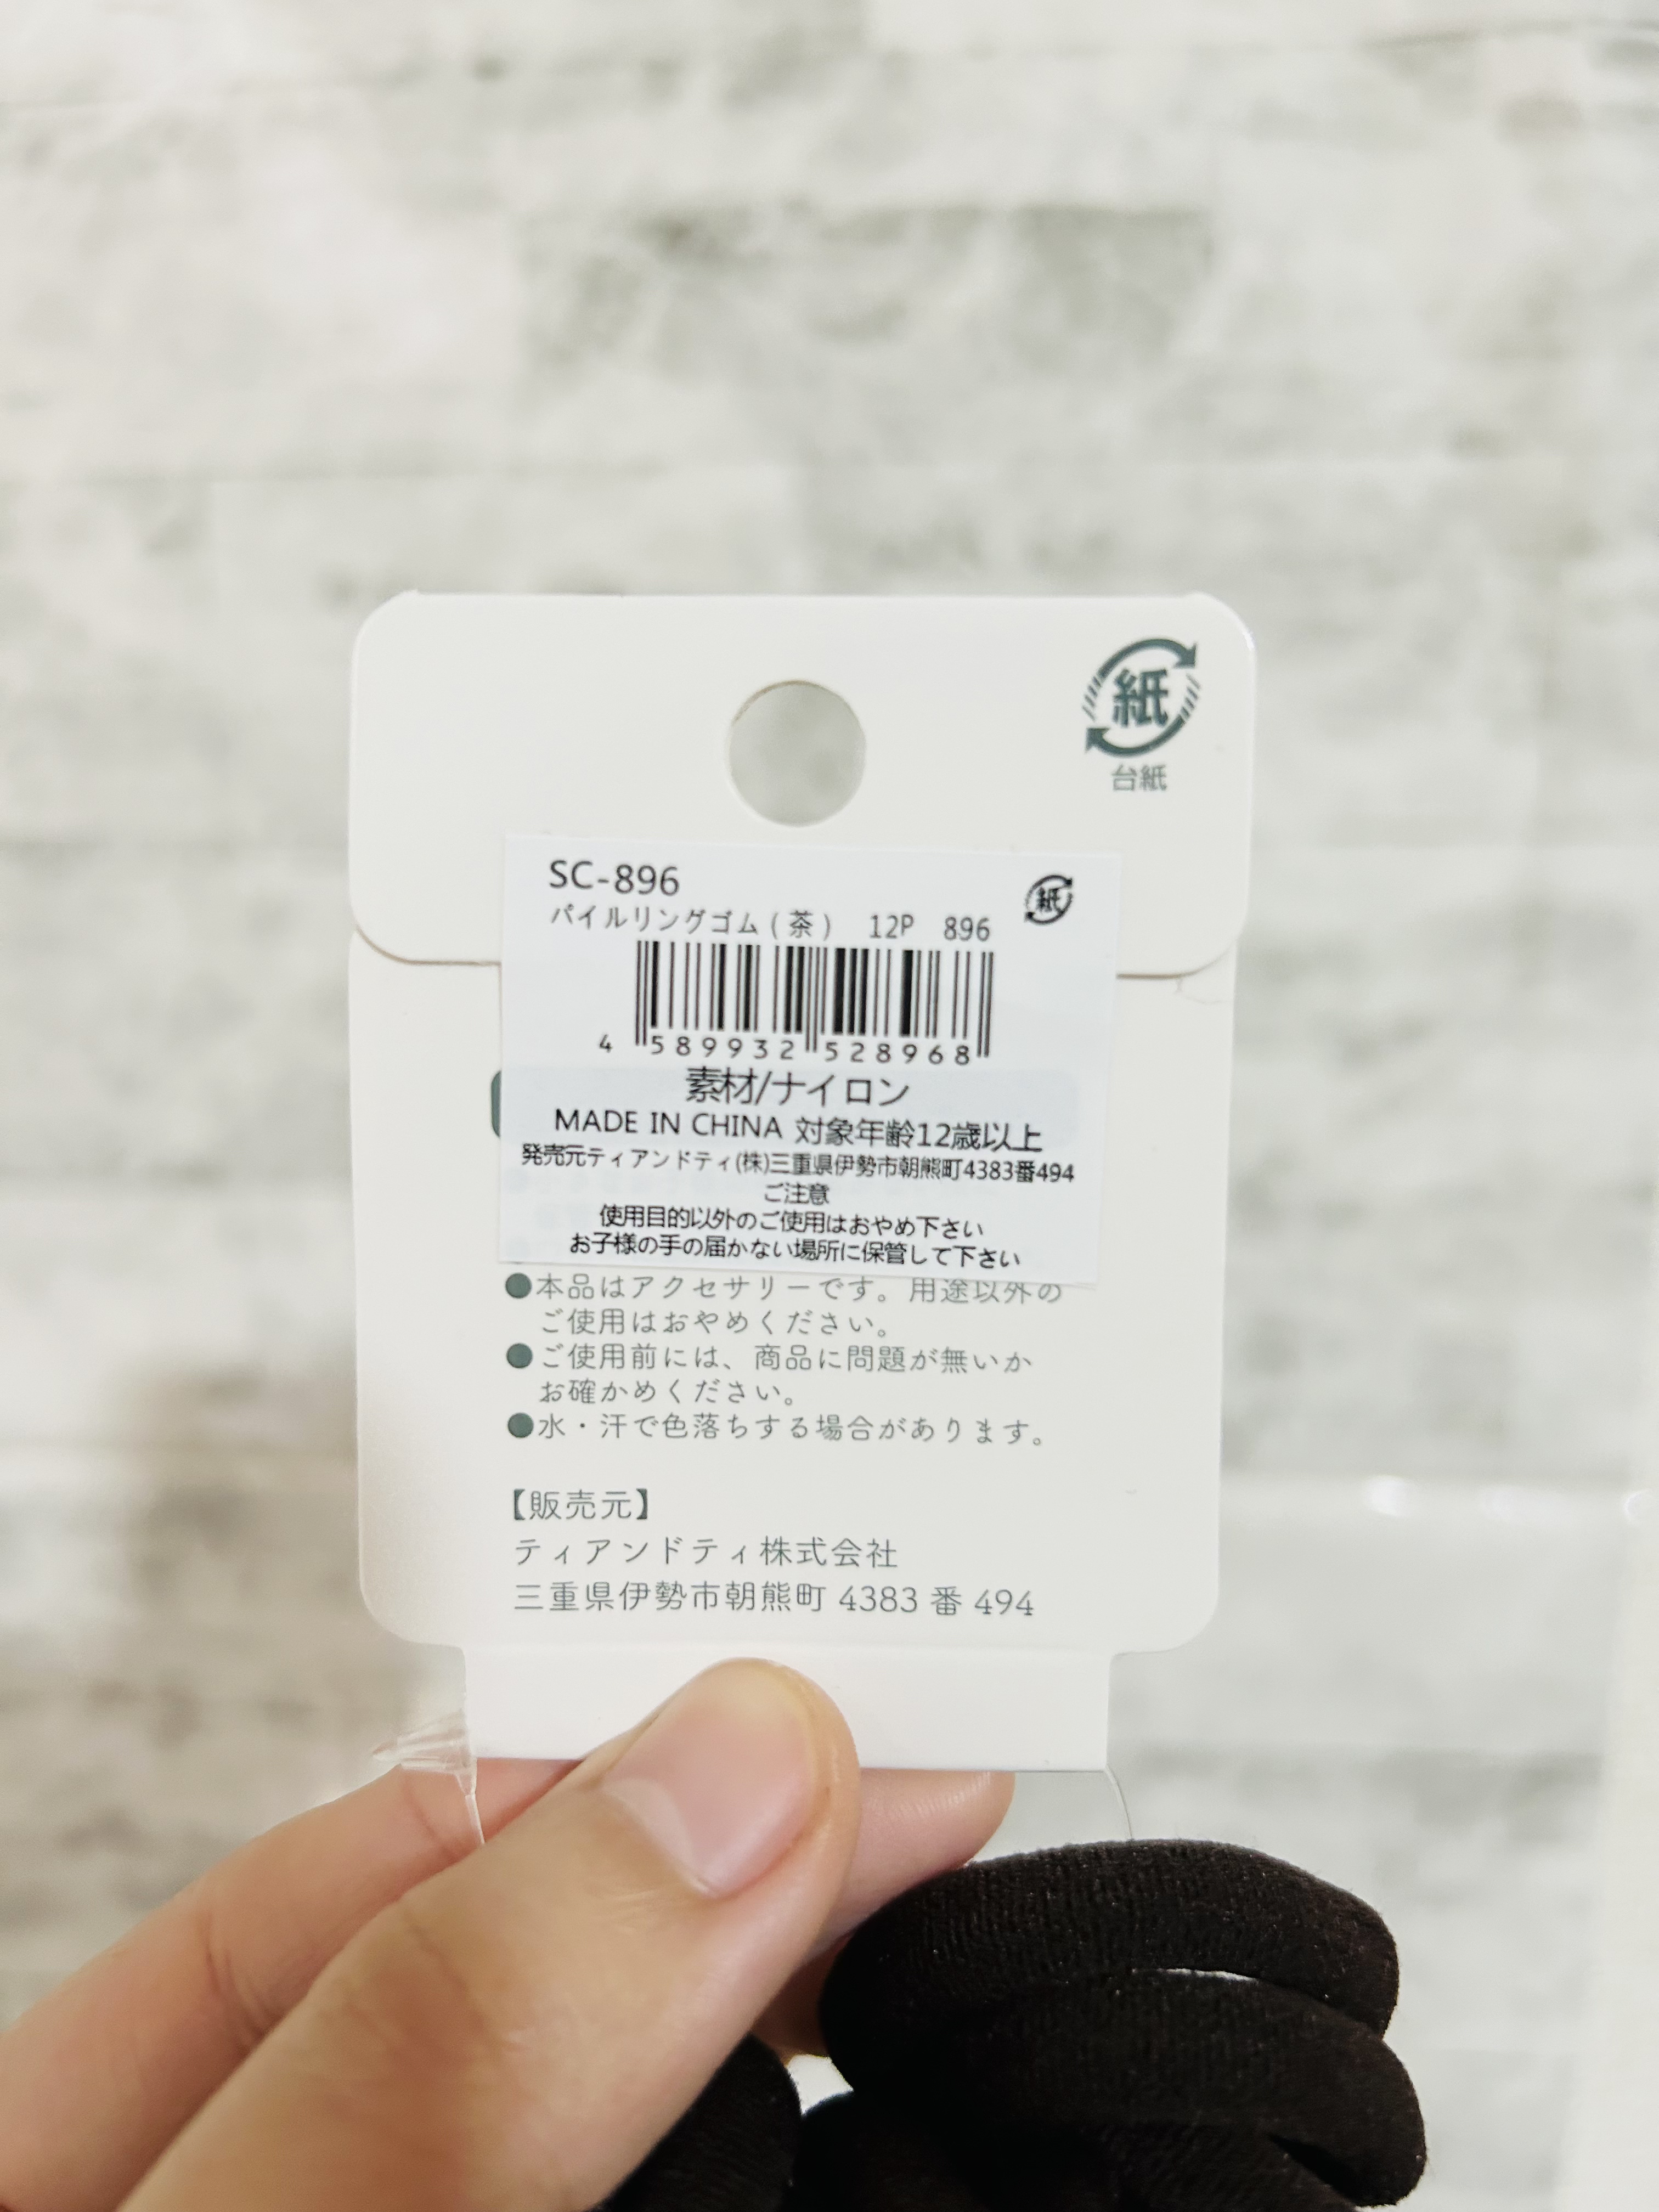 紙
台紙
SC-896
紙
パイルリングゴム(茶) 12P 896
4 589932 528968
素材/ナイロン
MADE IN CHINA 対象年齢12歳以上
発売元ティアンドティ(株)三重県伊勢市朝熊町4383番494
ご注意
使用目的以外のご使用はおやめ下さい
お子様の手の届かない場所に保管して下さい
●本品はアクセサリーです。用途以外の
ご使用はおやめください。
●ご使用前には、商品に問題が無いか
お確かめください。
●水・汗で色落ちする場合があります。
【販売元】
ティアンドティ株式会社
三重県伊勢市朝熊町 4383 番 494